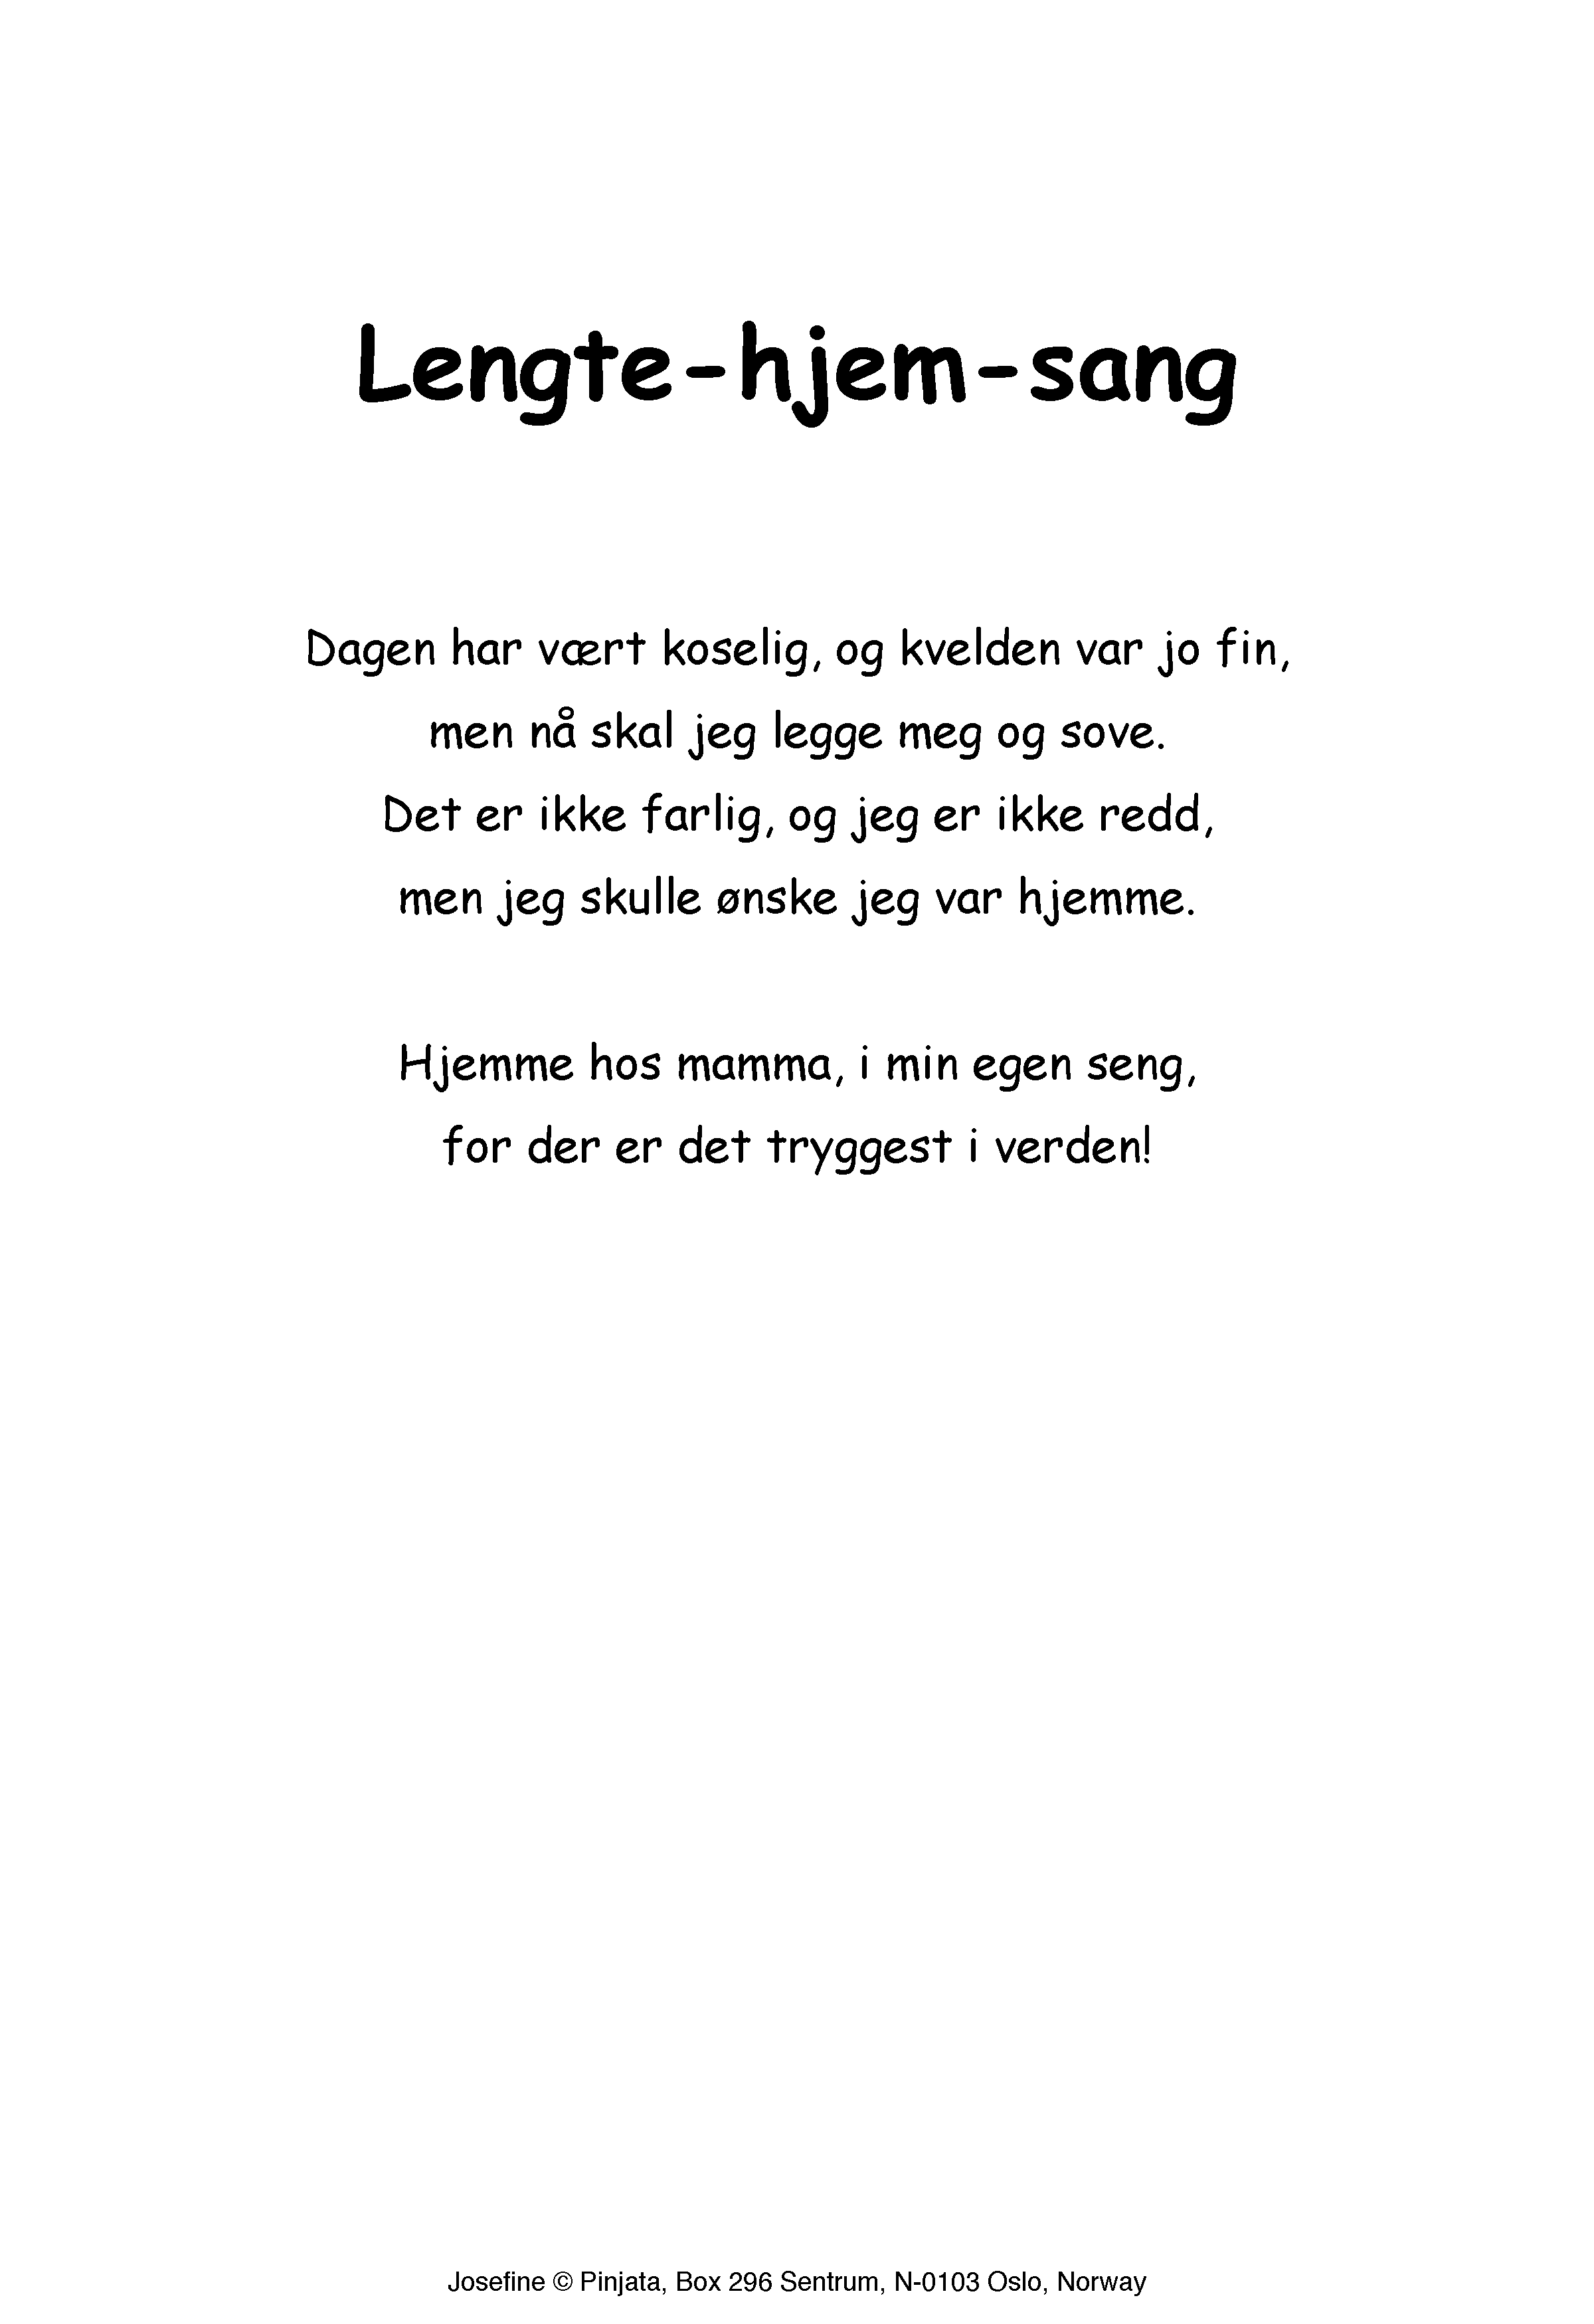 Lengte-hjem-sang
Dagen har vært koselig, og kvelden var jo fin,
men nå skal jeg legge meg og sove.
Det er ikke farlig, og jeg er ikke redd,
men jeg skulle ønske jeg var hjemme.
Hjemme hos mamma, i min egen seng,
for der er det tryggest i verden!
Josefine © Pinjata, Box 296 Sentrum, N-0103 Oslo, Norway